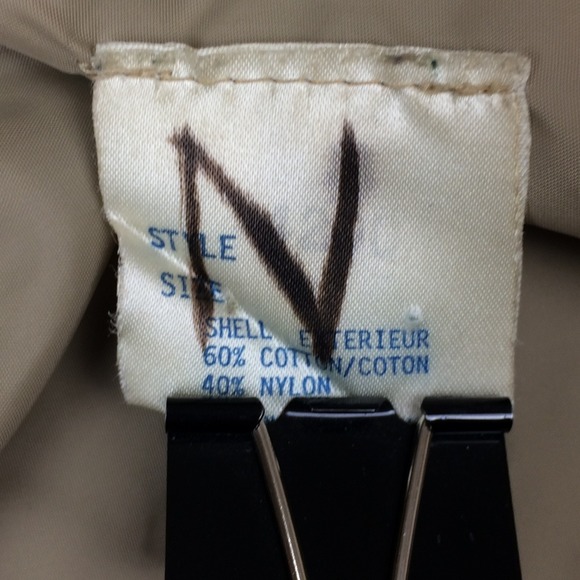 N
STYLE
SIZE
SHELL EXTERIEUR
60% COTTON/COTON
40% NYLON